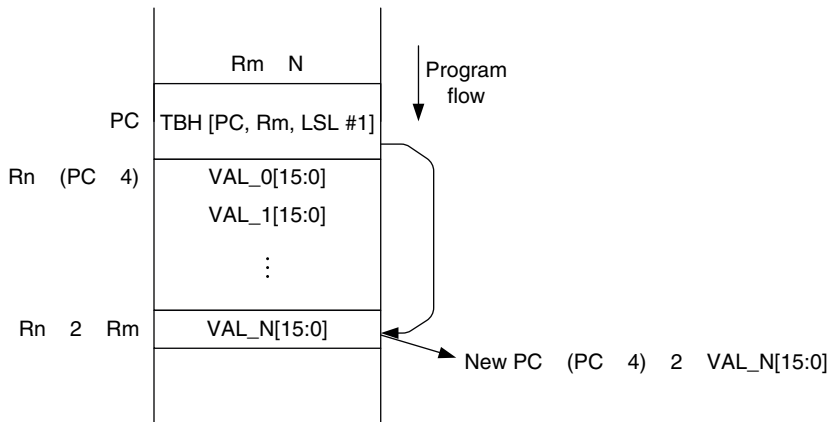 Rm N
Program
flow
PC
TBH [PC, Rm, LSL #1]
Rn (PC 4)
VAL_0[15:0]
VAL_1[15:0]
⋮
Rn 2 Rm
VAL_N[15:0]
New PC (PC 4) 2 VAL_N[15:0]